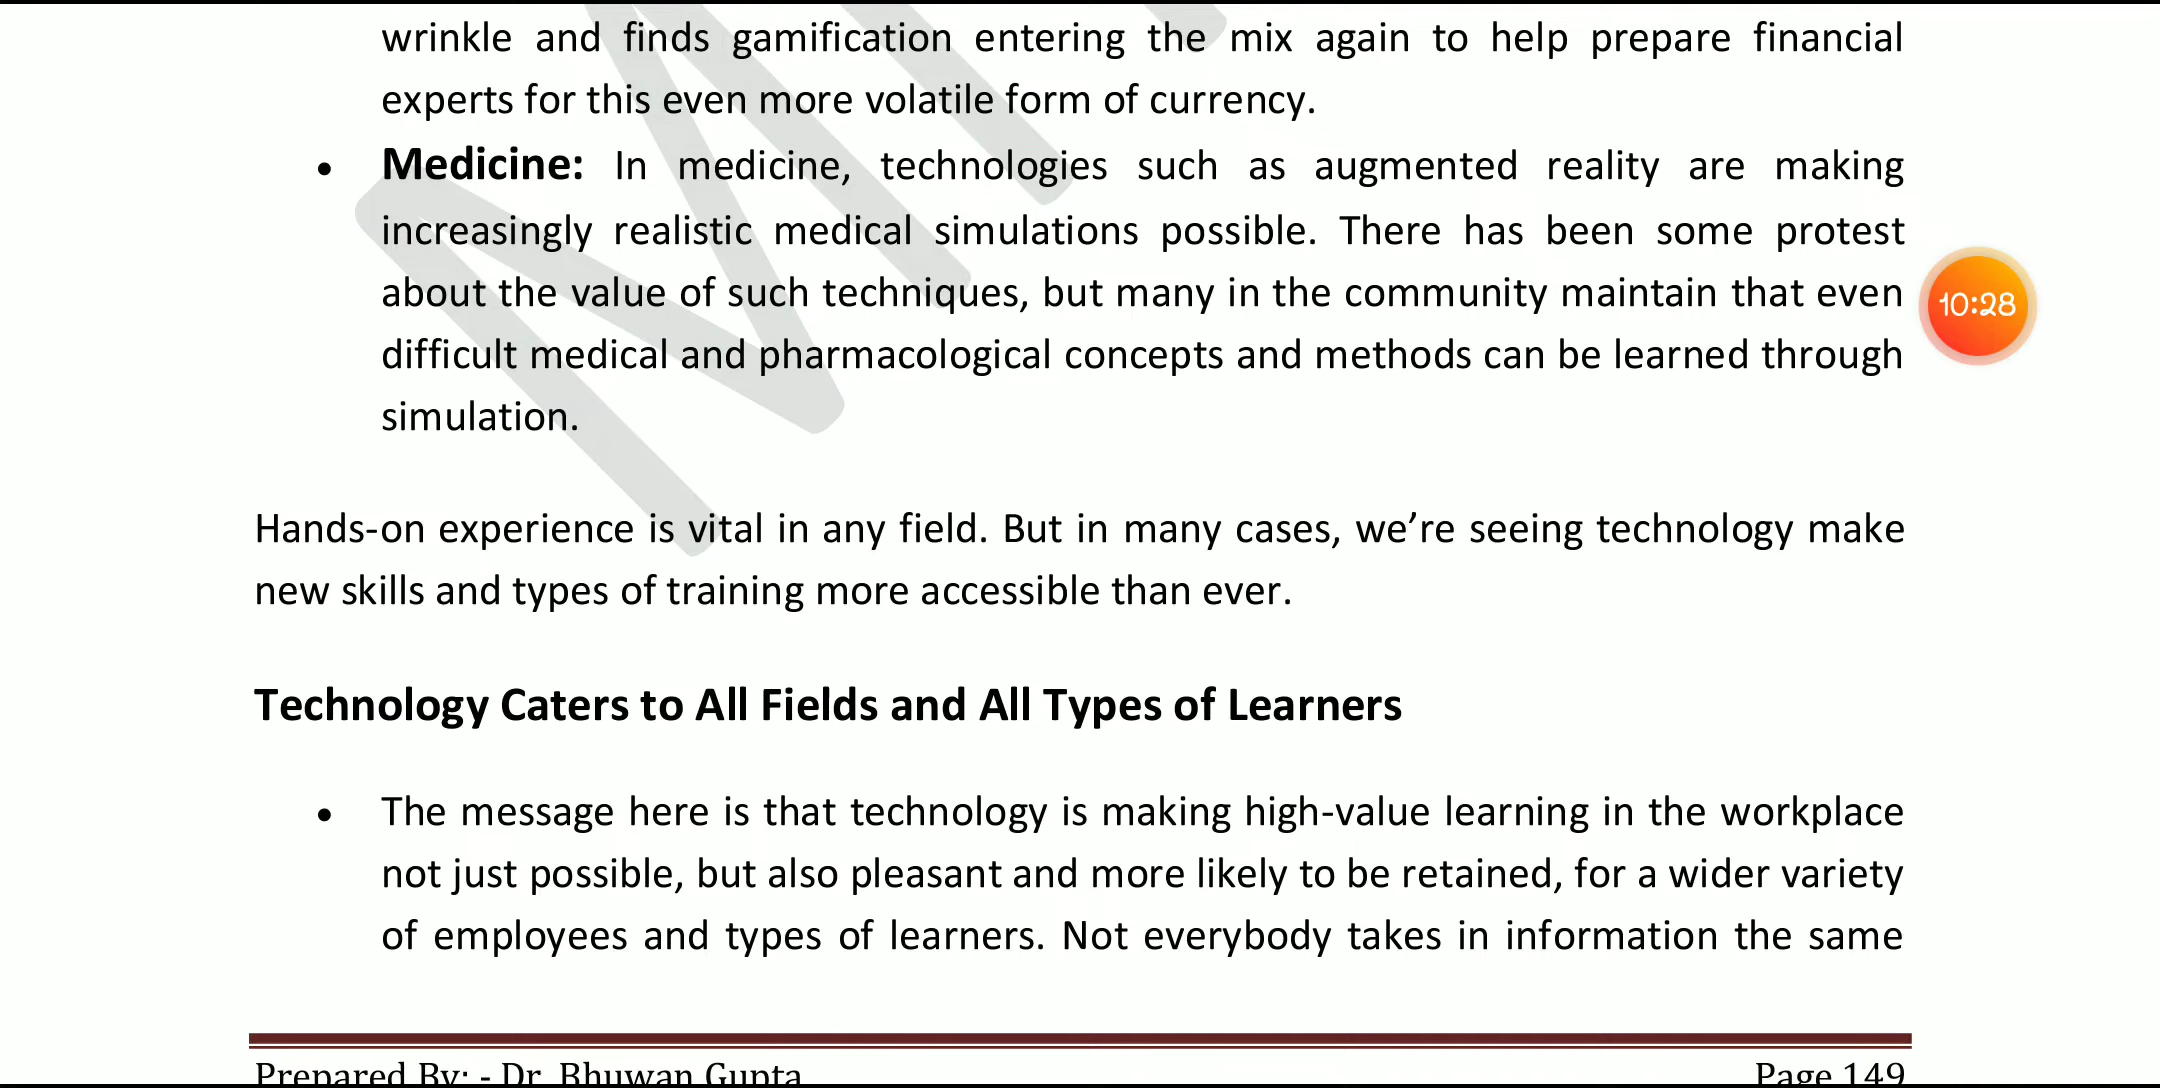 wrinkle and finds gamification entering the mix again to help prepare financial
experts for this even more volatile form of currency.
• Medicine: In medicine, technologies such as augmented reality are making
increasingly realistic medical simulations possible. There has been some protest
about the value of such techniques, but many in the community maintain that even
10:28
difficult medical and pharmacological concepts and methods can be learned through
simulation.
Hands-on experience is vital in any field. But in many cases, we’re seeing technology make
new skills and types of training more accessible than ever.
Technology Caters to All Fields and All Types of Learners
• The message here is that technology is making high-value learning in the workplace
not just possible, but also pleasant and more likely to be retained, for a wider variety
of employees and types of learners. Not everybody takes in information the same
Prepared By: - Dr. Bhuwan Gupta
Page 149